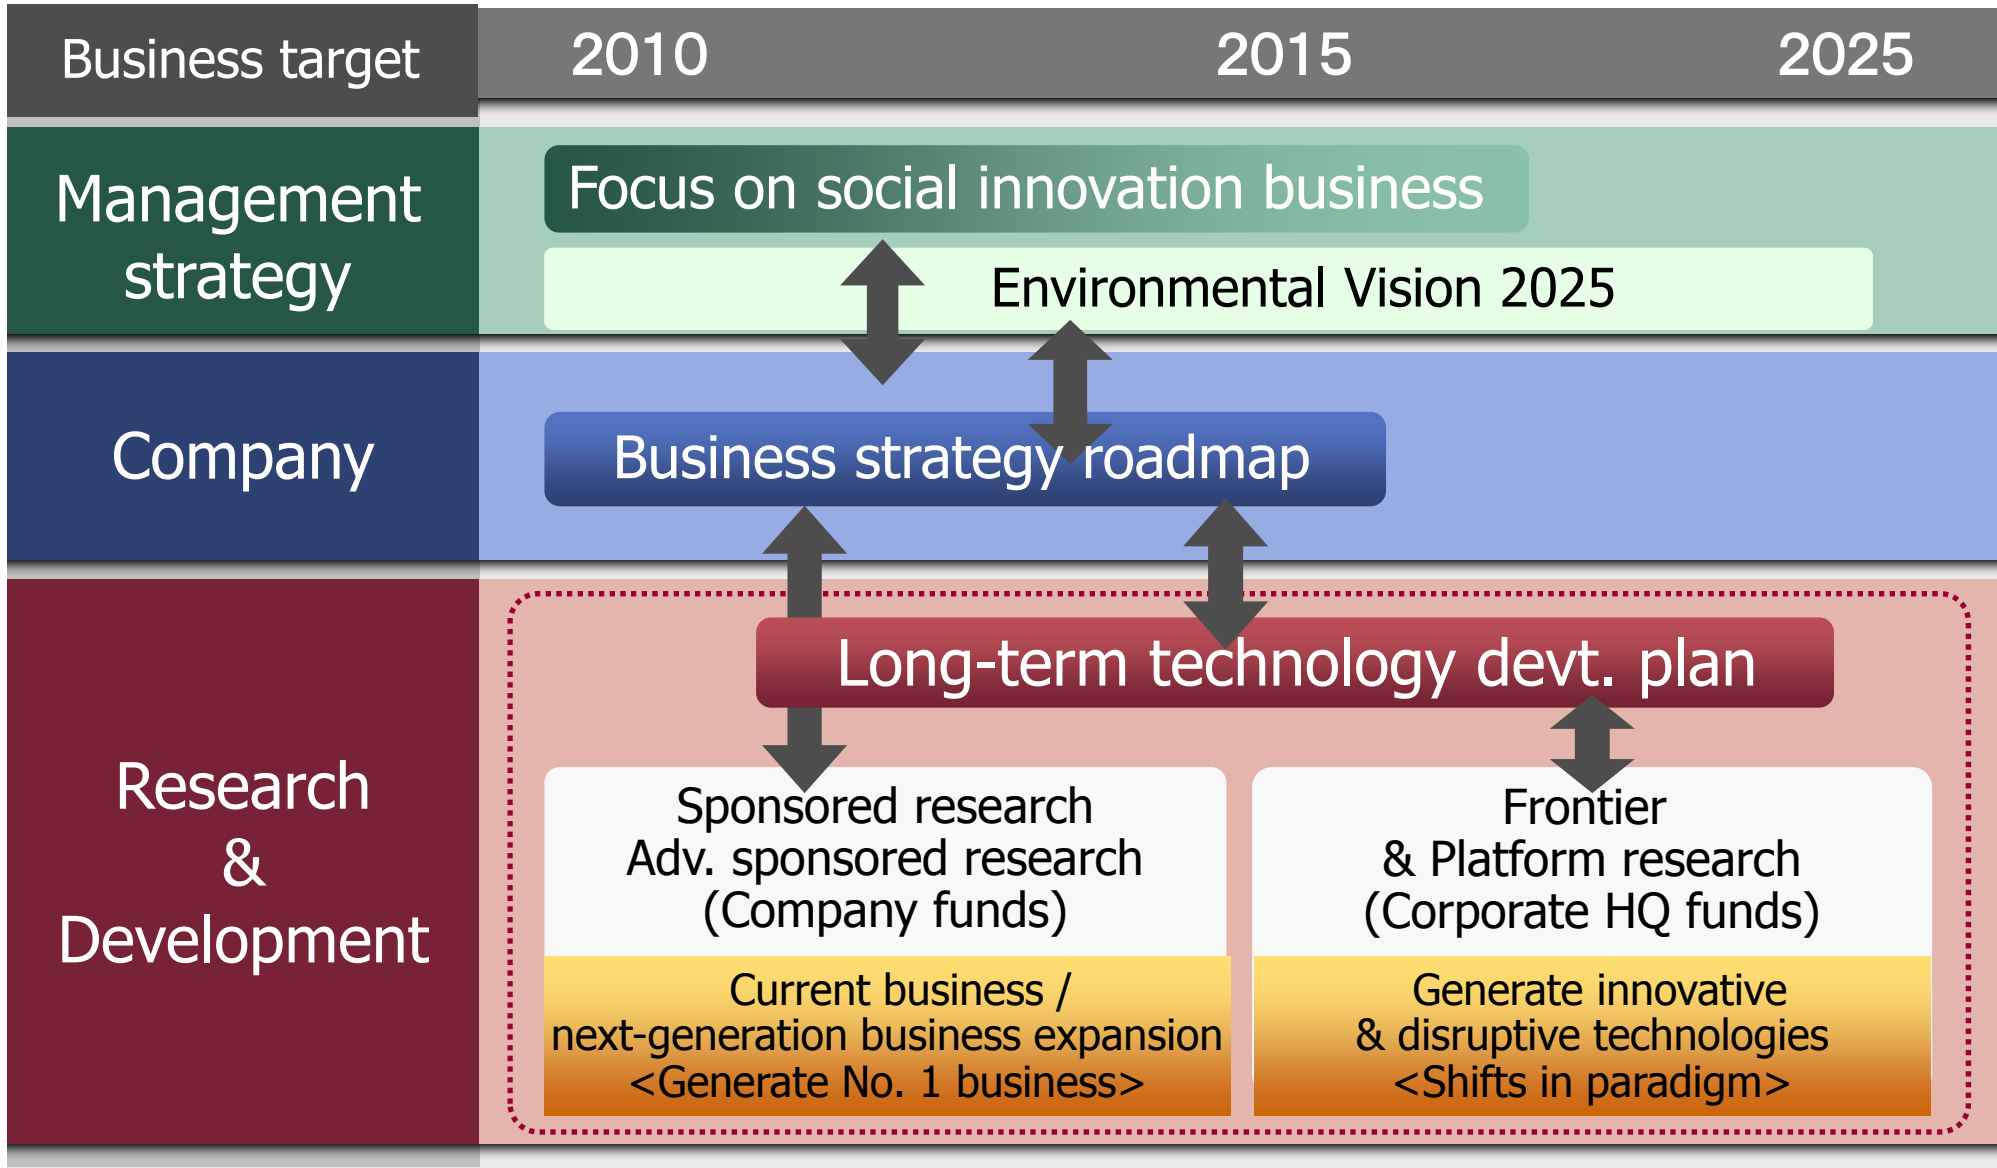 Business target
2010
2015
2025
Management
strategy
Focus on social innovation business
Environmental Vision 2025
Company
Business strategy roadmap
Research
&
Development
Long-term technology devt. plan
Sponsored research
Adv. sponsored research
(Company funds)
Current business /
next-generation business expansion
<Generate No. 1 business>
Frontier
& Platform research
(Corporate HQ funds)
Generate innovative
& disruptive technologies
<Shifts in paradigm>